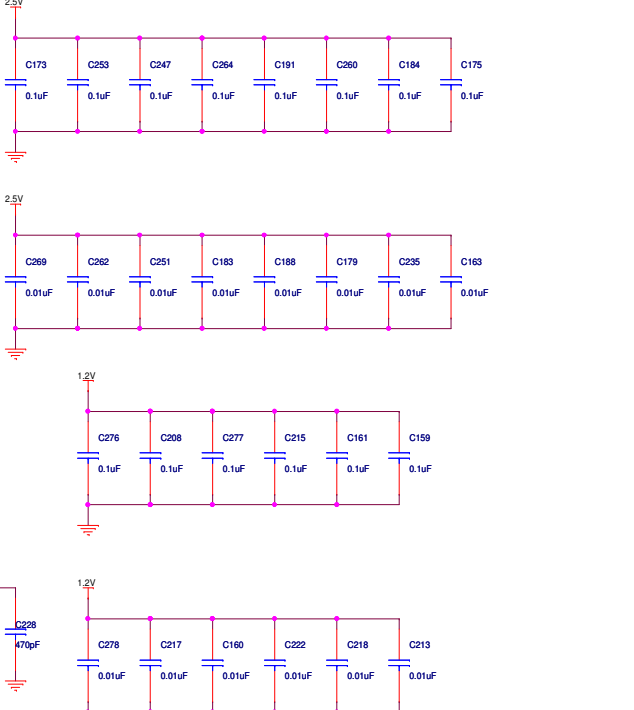 2.5V
C173 C253 C247 C264 C191 C260 C184 C175
0.1uF 0.1uF 0.1uF 0.1uF 0.1uF 0.1uF 0.1uF 0.1uF
2.5V
C269 C262 C251 C183 C188 C179 C235 C163
0.01uF 0.01uF 0.01uF 0.01uF 0.01uF 0.01uF 0.01uF 0.01uF
1.2V
C276 C208 C277 C215 C161 C159
0.1uF 0.1uF 0.1uF 0.1uF 0.1uF 0.1uF
1.2V
C228
470pF
C278 C217 C160 C222 C218 C213
0.01uF 0.01uF 0.01uF 0.01uF 0.01uF 0.01uF